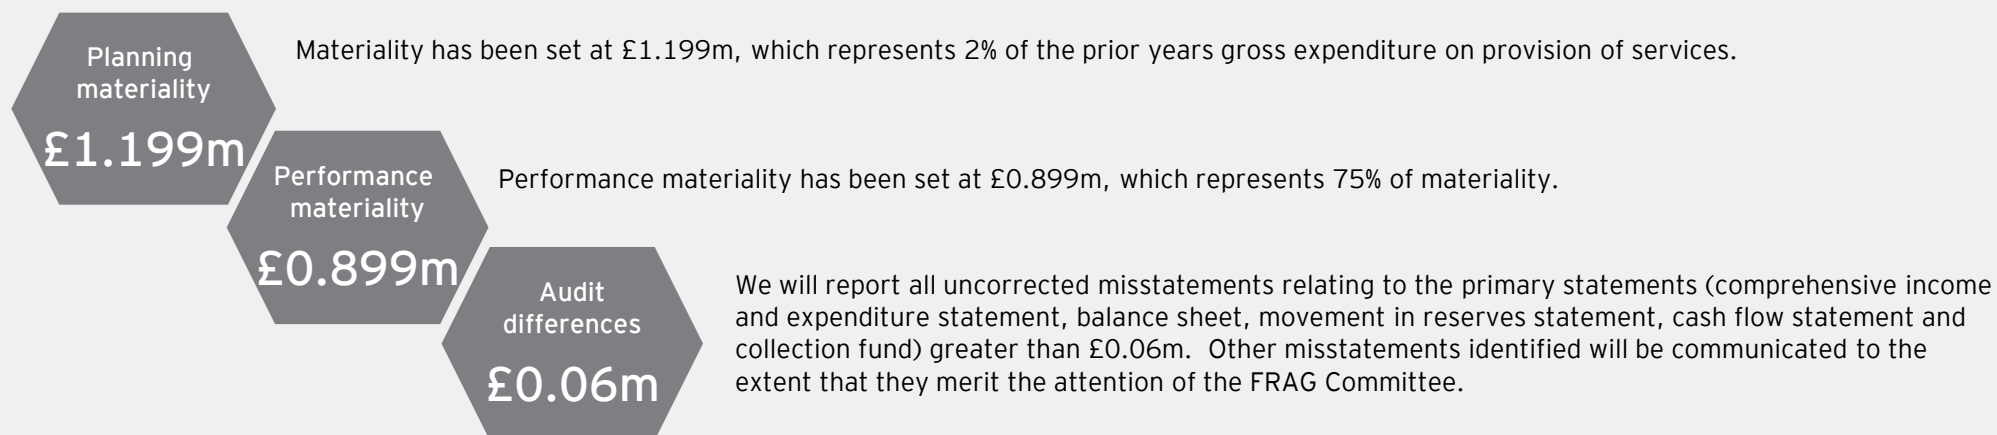 Planning
materiality
£1.199m
Materiality has been set at £1.199m, which represents 2% of the prior years gross expenditure on provision of services.
Performance
materiality
£0.899m
Performance materiality has been set at £0.899m, which represents 75% of materiality.
Audit
differences
£0.06m
We will report all uncorrected misstatements relating to the primary statements (comprehensive income
and expenditure statement, balance sheet, movement in reserves statement, cash flow statement and
collection fund) greater than £0.06m.  Other misstatements identified will be communicated to the
extent that they merit the attention of the FRAG Committee.